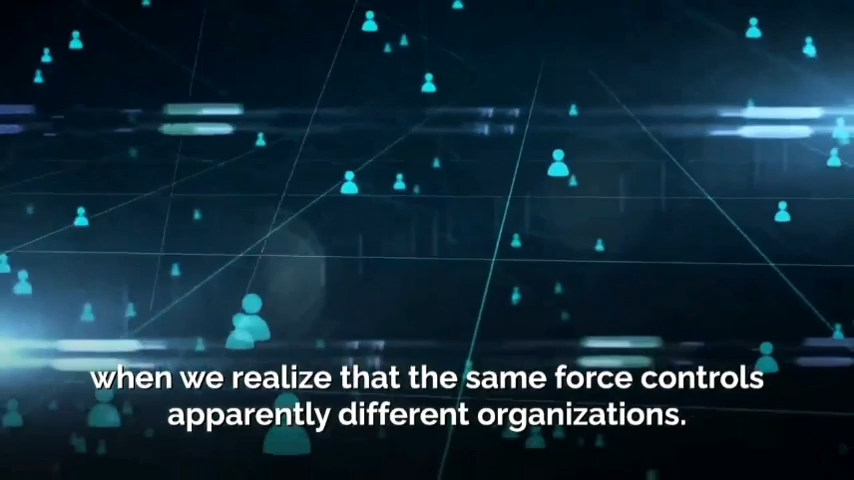 when we realize that the same force controls
apparently different organizations.